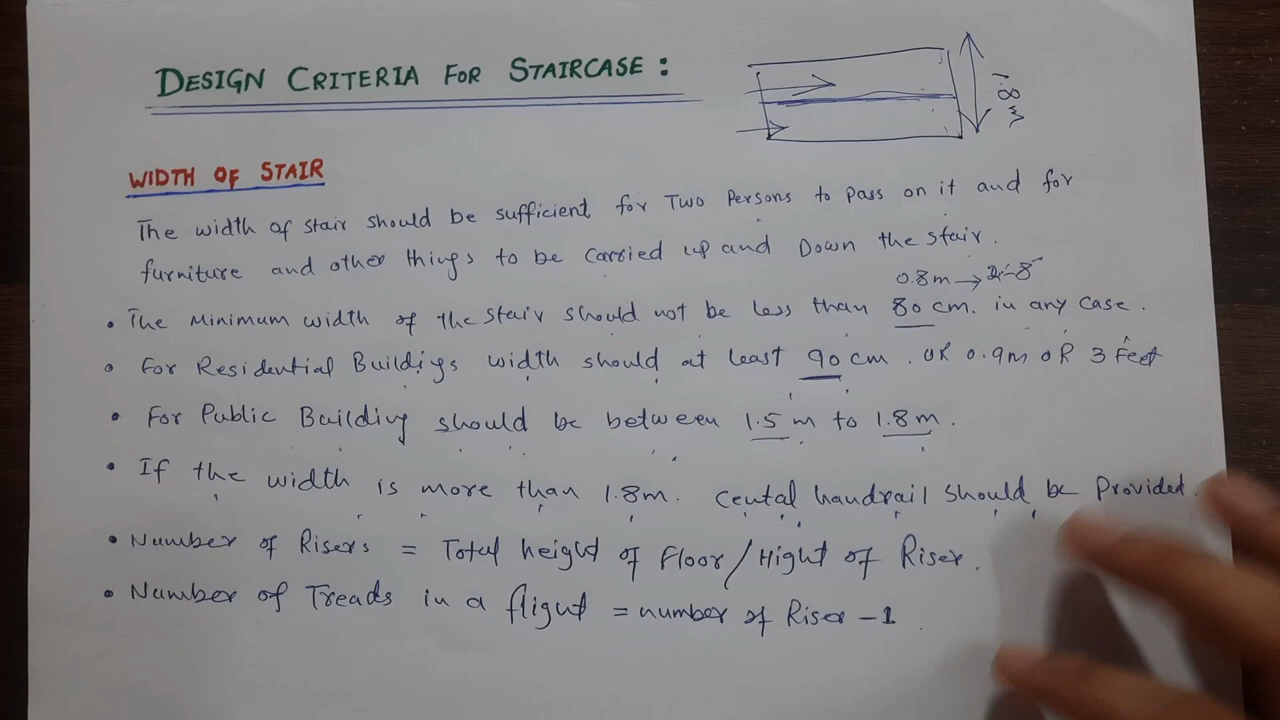 DESIGN CRITERIA FOR STAIRCASE :
1.8m
WIDTH OF STAIR
The width of stair should be sufficient for Two Persons to pass on it and for
furniture and other things to be carried up and Down the stair.
0.8m →
• The Minimum width of the stair should not be less than 80 cm. in any case.
• For Residential Buildings width should at least 90 cm. OR 0.9m OR 3 Feet
• For Public Building should be between 1.5 m to 1.8 m.
• If the width is more than 1.8m. Cental handrail should be Provided.
• Number of Risers = Total height of Floor/Hight of Riser.
• Number of Treads in a flight = number of Riser -1.